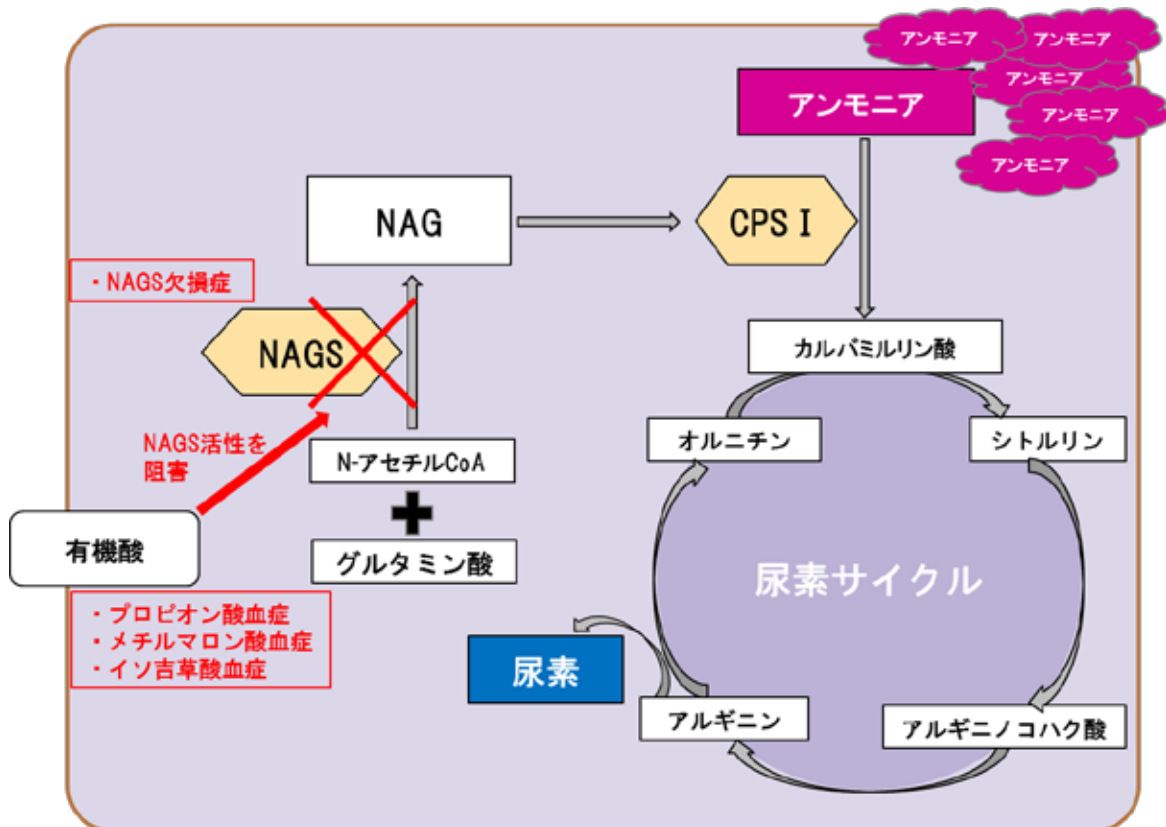 アンモニア
アンモニア
アンモニア
アンモニア
アンモニア
アンモニア
NAG
CPS I
・NAGS欠損症
NAGS
カルバミルリン酸
オルニチン
シトルリン
NAGS活性を
阻害
N-アセチルCoA
有機酸
グルタミン酸
尿素サイクル
・プロピオン酸血症
・メチルマロン酸血症
・イソ吉草酸血症
尿素
アルギニン
アルギニノコハク酸